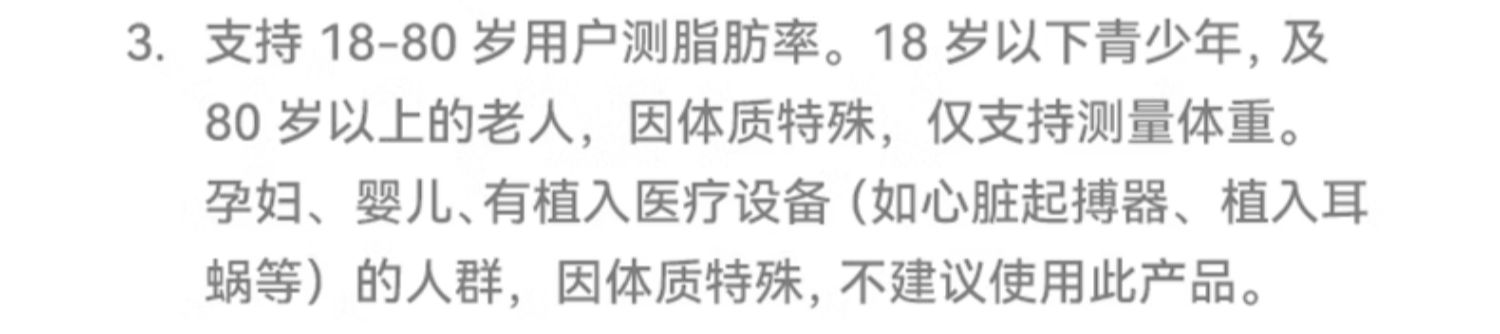 3. 支持 18-80 岁用户测脂肪率。18 岁以下青少年, 及
80 岁以上的老人，因体质特殊，仅支持测量体重。
孕妇、婴儿、有植入医疗设备（如心脏起搏器、植入耳
蜗等）的人群，因体质特殊, 不建议使用此产品。